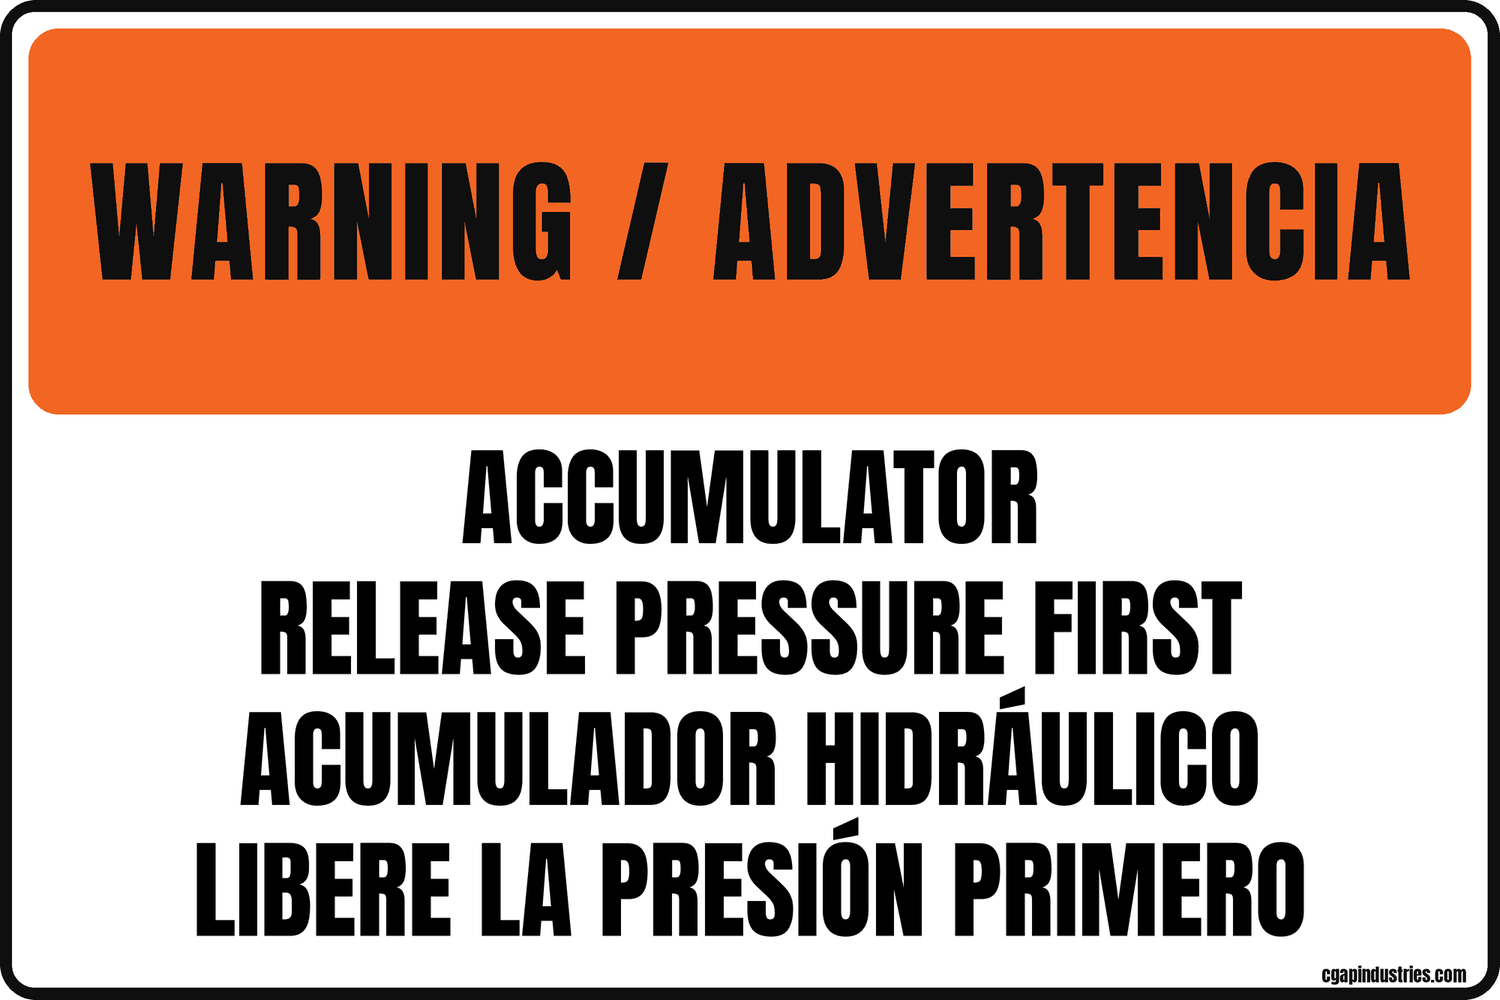 WARNING / ADVERTENCIA
ACCUMULATOR
RELEASE PRESSURE FIRST
ACUMULADOR HIDRÁULICO
LIBERE LA PRESIÓN PRIMERO
cgapindustries.com